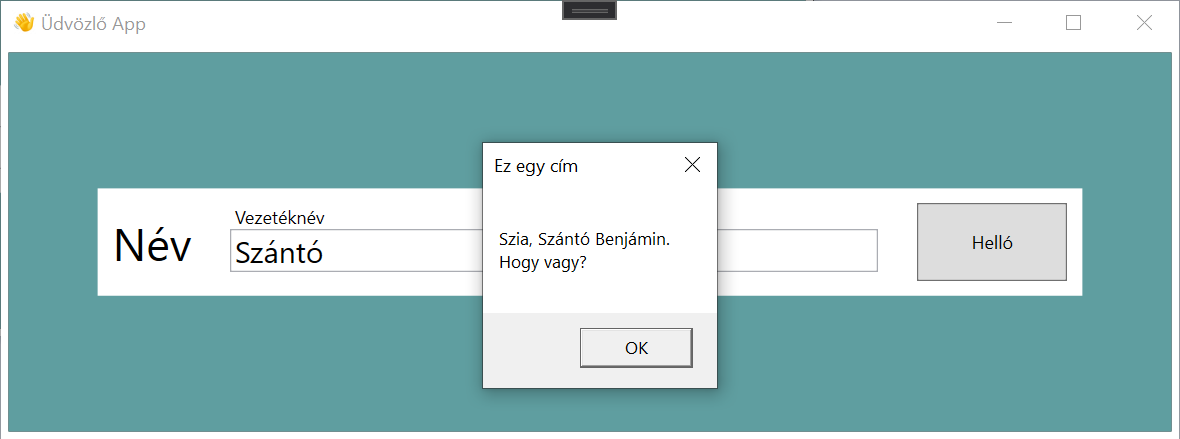 👋 Üdvözlő App
Ez egy cím
Vezetéknév
Név
Szántó
Szia, Szántó Benjámin.
Hogy vagy?
Helló
OK